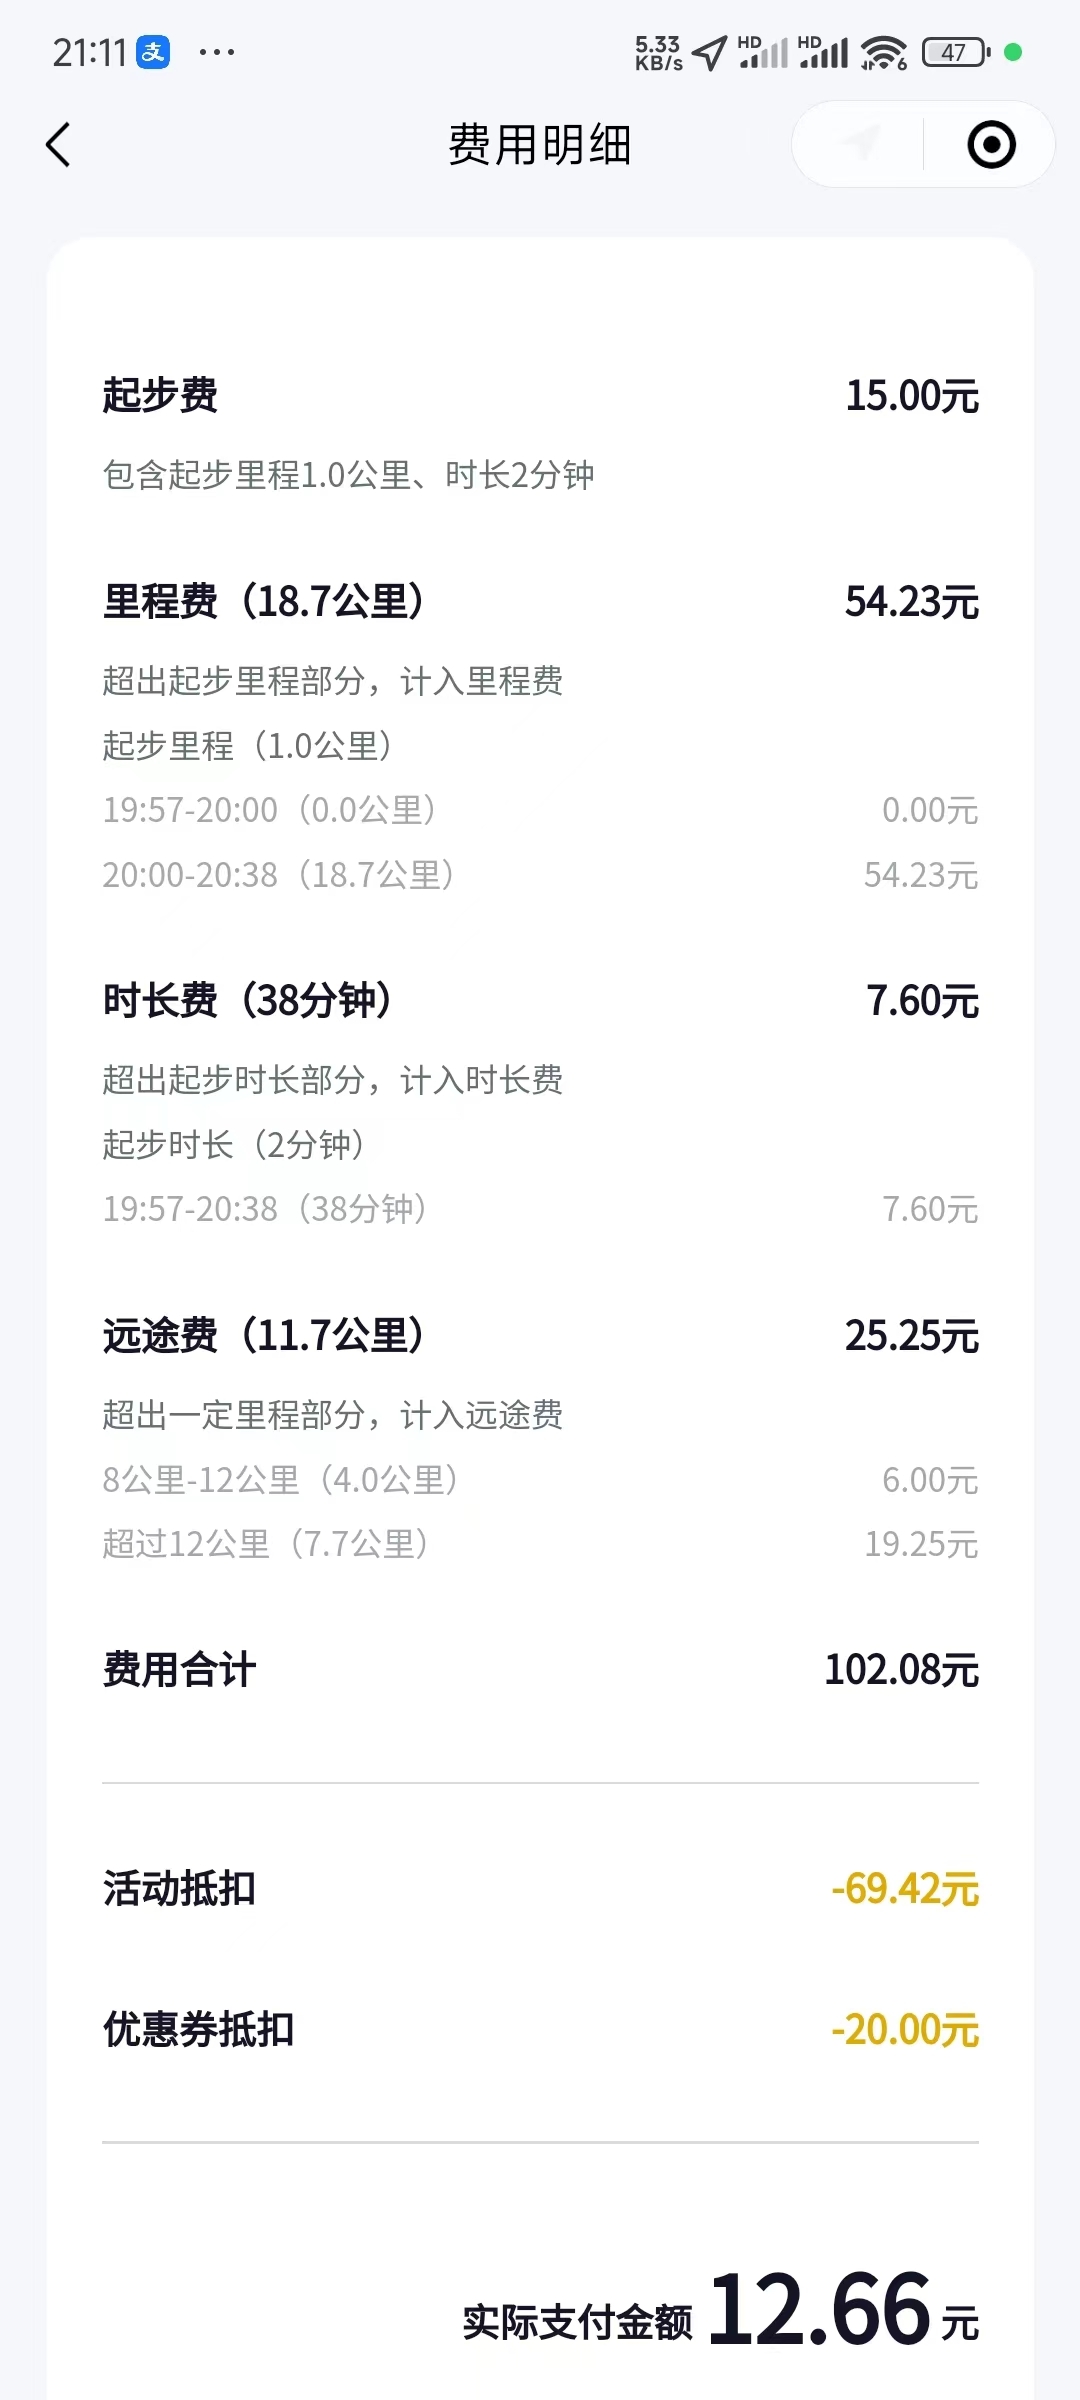 21:11 支 ...
5.33 KB/s HD HD 6 47
费用明细
起步费 15.00元
包含起步里程1.0公里、时长2分钟
里程费（18.7公里） 54.23元
超出起步里程部分，计入里程费
起步里程（1.0公里）
19:57-20:00（0.0公里） 0.00元
20:00-20:38（18.7公里） 54.23元
时长费（38分钟） 7.60元
超出起步时长部分，计入时长费
起步时长（2分钟）
19:57-20:38（38分钟） 7.60元
远途费（11.7公里） 25.25元
超出一定里程部分，计入远途费
8公里-12公里（4.0公里） 6.00元
超过12公里（7.7公里） 19.25元
费用合计 102.08元
活动抵扣 -69.42元
优惠券抵扣 -20.00元
实际支付金额 12.66 元